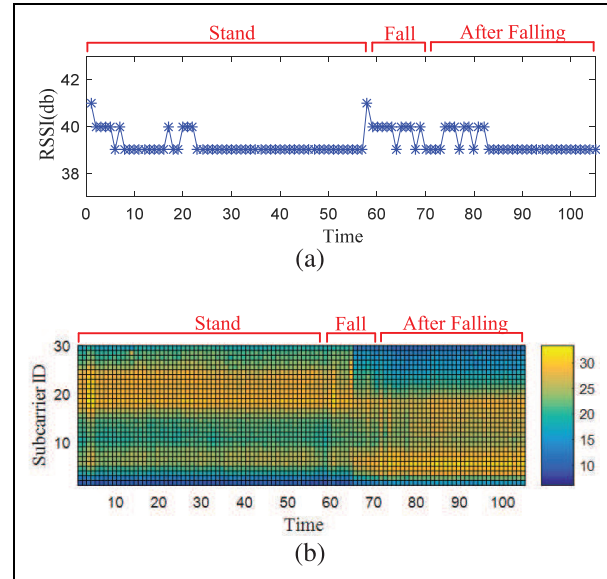 Stand Fall After Falling
42
40
38
RSSI(db)
0 10 20 30 40 50 60 70 80 90 100
Time
(a)
Stand Fall After Falling
30
20
10
Subcarrier ID
30
25
20
15
10
10 20 30 40 50 60 70 80 90 100
Time
(b)